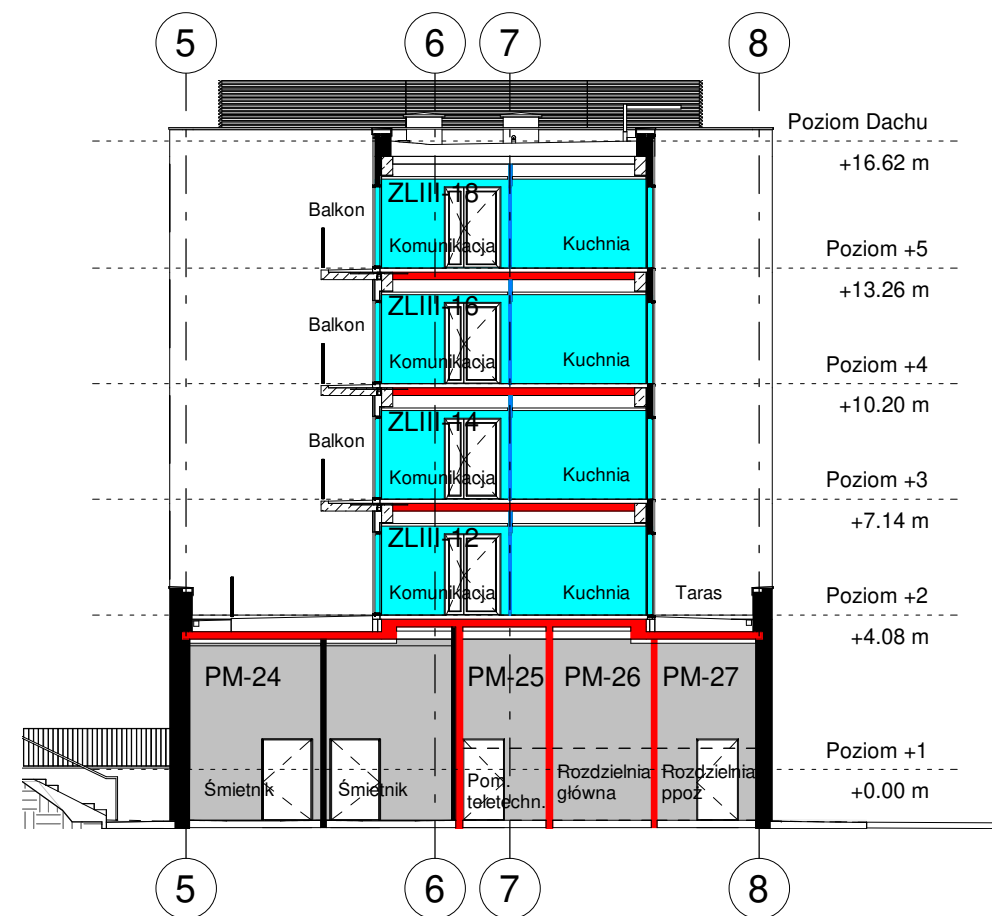 5
6
7
8
Poziom Dachu
+16.62 m
ZLIII-18
Balkon
Komunikacja
Kuchnia
Poziom +5
+13.26 m
ZLIII-16
Balkon
Komunikacja
Kuchnia
Poziom +4
+10.20 m
ZLIII-14
Balkon
Komunikacja
Kuchnia
Poziom +3
+7.14 m
ZLIII-12
Komunikacja
Kuchnia
Taras
Poziom +2
+4.08 m
PM-24
PM-25
PM-26
PM-27
Poziom +1
+0.00 m
Śmietnik
Śmietnik
Pom.
teletechn.
Rozdzielnia
główna
Rozdzielnia
ppoż
5
6
7
8